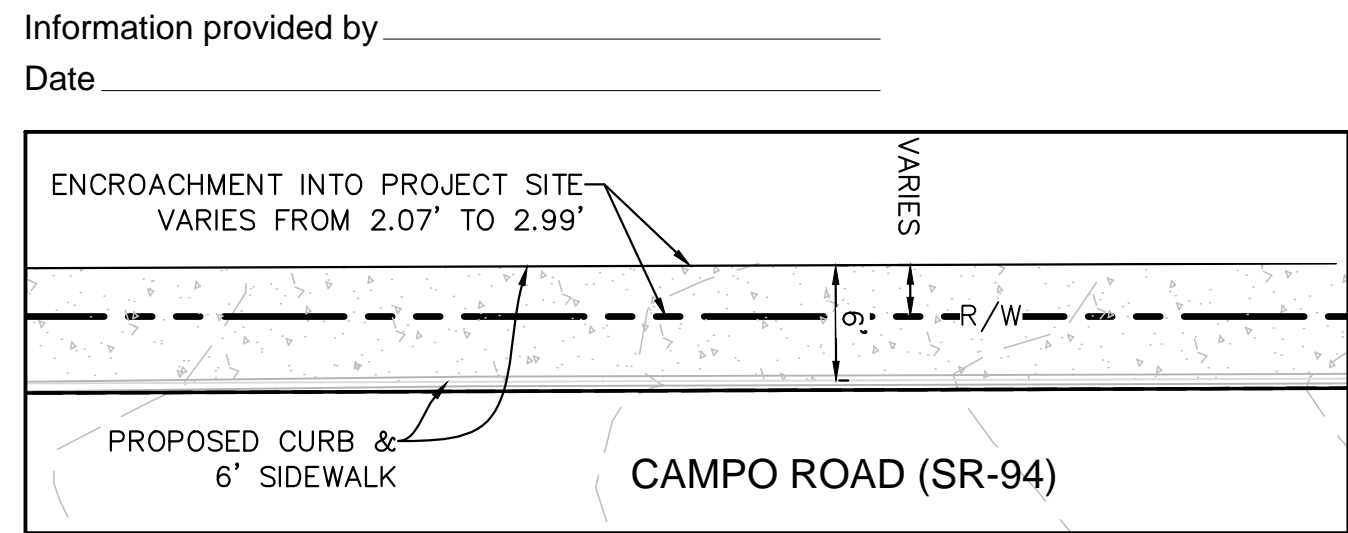 Information provided by
Date
ENCROACHMENT INTO PROJECT SITE
VARIES FROM 2.07' TO 2.99'
VARIES
6'
R/W
PROPOSED CURB &
6' SIDEWALK
CAMPO ROAD (SR-94)